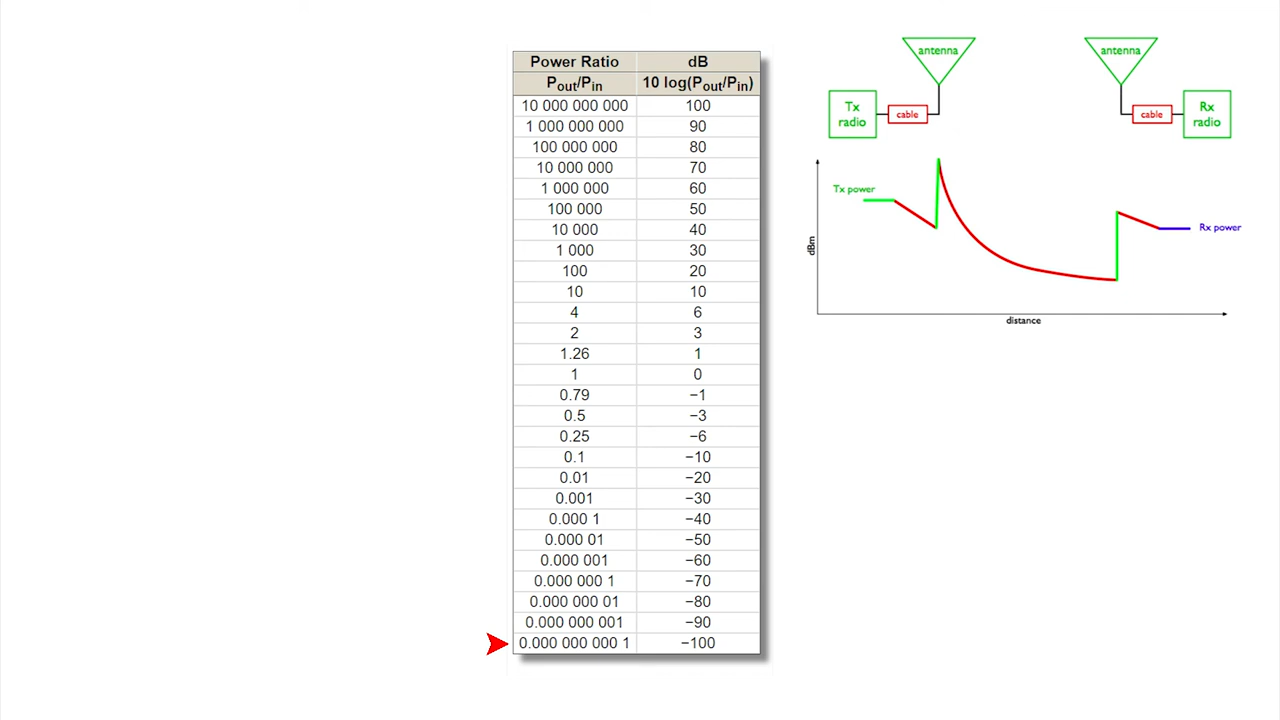 Power Ratio dB
Pout/Pin 10 log(Pout/Pin)
10 000 000 000 100
1 000 000 000 90
100 000 000 80
10 000 000 70
1 000 000 60
100 000 50
10 000 40
1 000 30
100 20
10 10
4 6
2 3
1.26 1
1 0
0.79 −1
0.5 −3
0.25 −6
0.1 −10
0.01 −20
0.001 −30
0.000 1 −40
0.000 01 −50
0.000 001 −60
0.000 000 1 −70
0.000 000 01 −80
0.000 000 001 −90
0.000 000 000 1 −100
antenna antenna
Tx radio cable cable Rx radio
Tx power
Rx power
dBm
distance